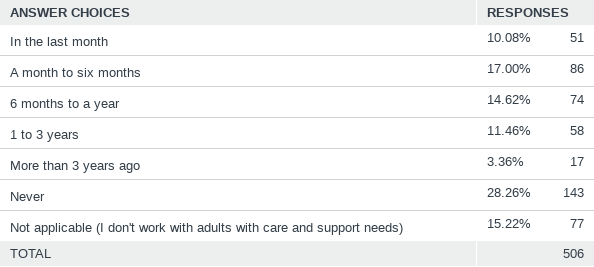 ANSWER CHOICES RESPONSES
In the last month 10.08% 51
A month to six months 17.00% 86
6 months to a year 14.62% 74
1 to 3 years 11.46% 58
More than 3 years ago 3.36% 17
Never 28.26% 143
Not applicable (I don't work with adults with care and support needs) 15.22% 77
TOTAL 506